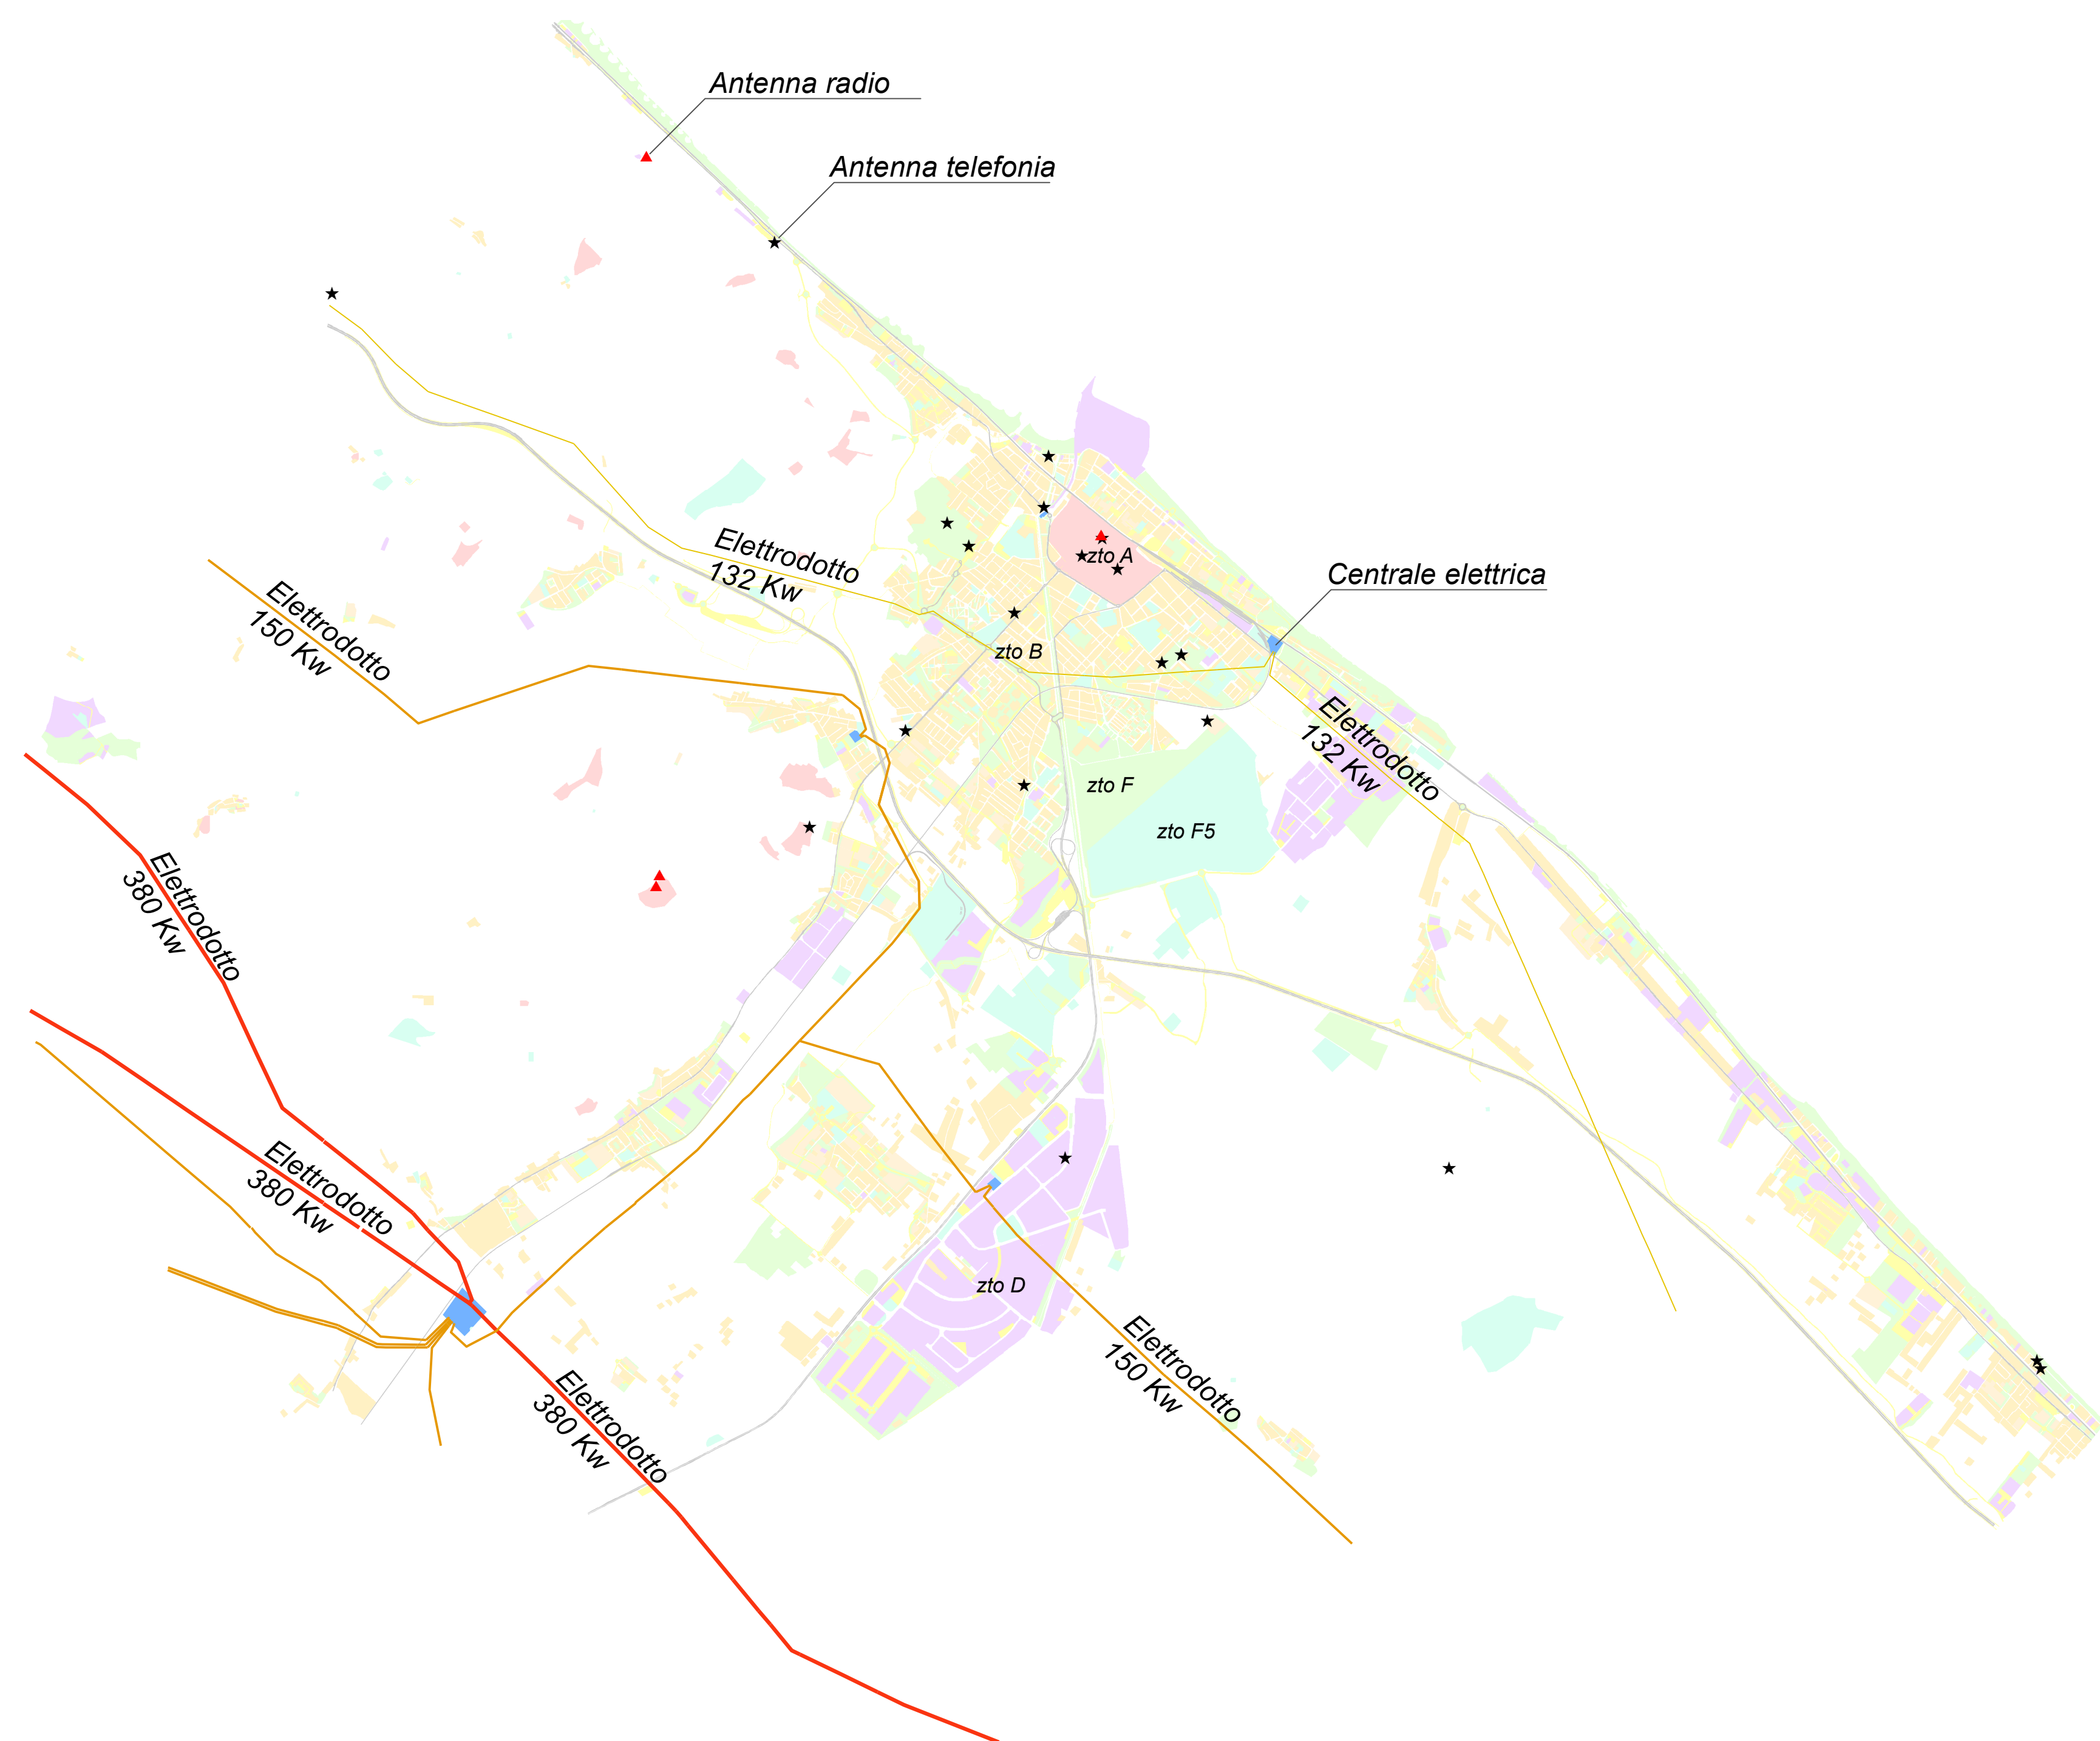 Antenna radio
Antenna telefonia
Elettrodotto
132 Kw
zto A
Centrale elettrica
Elettrodotto
150 Kw
zto B
Elettrodotto
132 Kw
zto F
zto F5
Elettrodotto
380 Kw
Elettrodotto
380 Kw
zto D
Elettrodotto
150 Kw
Elettrodotto
380 Kw